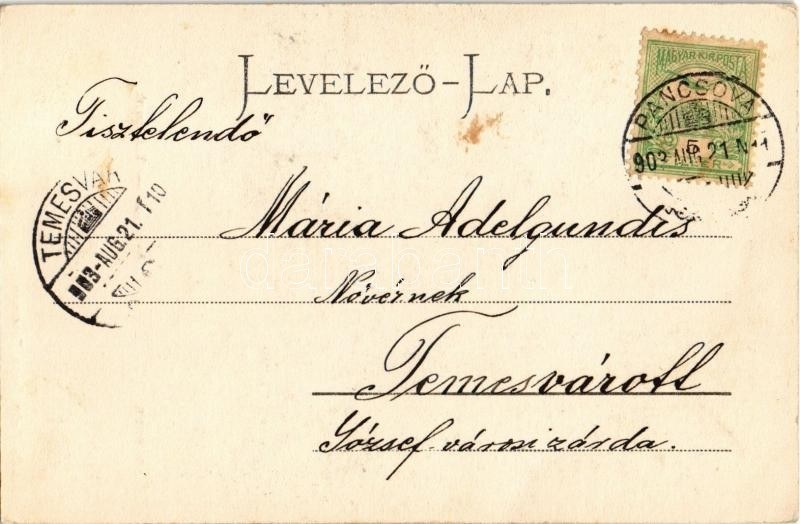 LEVELEZŐ-LAP.
MAGYAR KIR. POSTA
PANCSOVA
903 AUG. 21. N 11
Tisztelendő
TEMESVÁR
903-AUG. 21.
Mária Adelgundis
Nővérnek
Temesvárott
József-városi zárda.